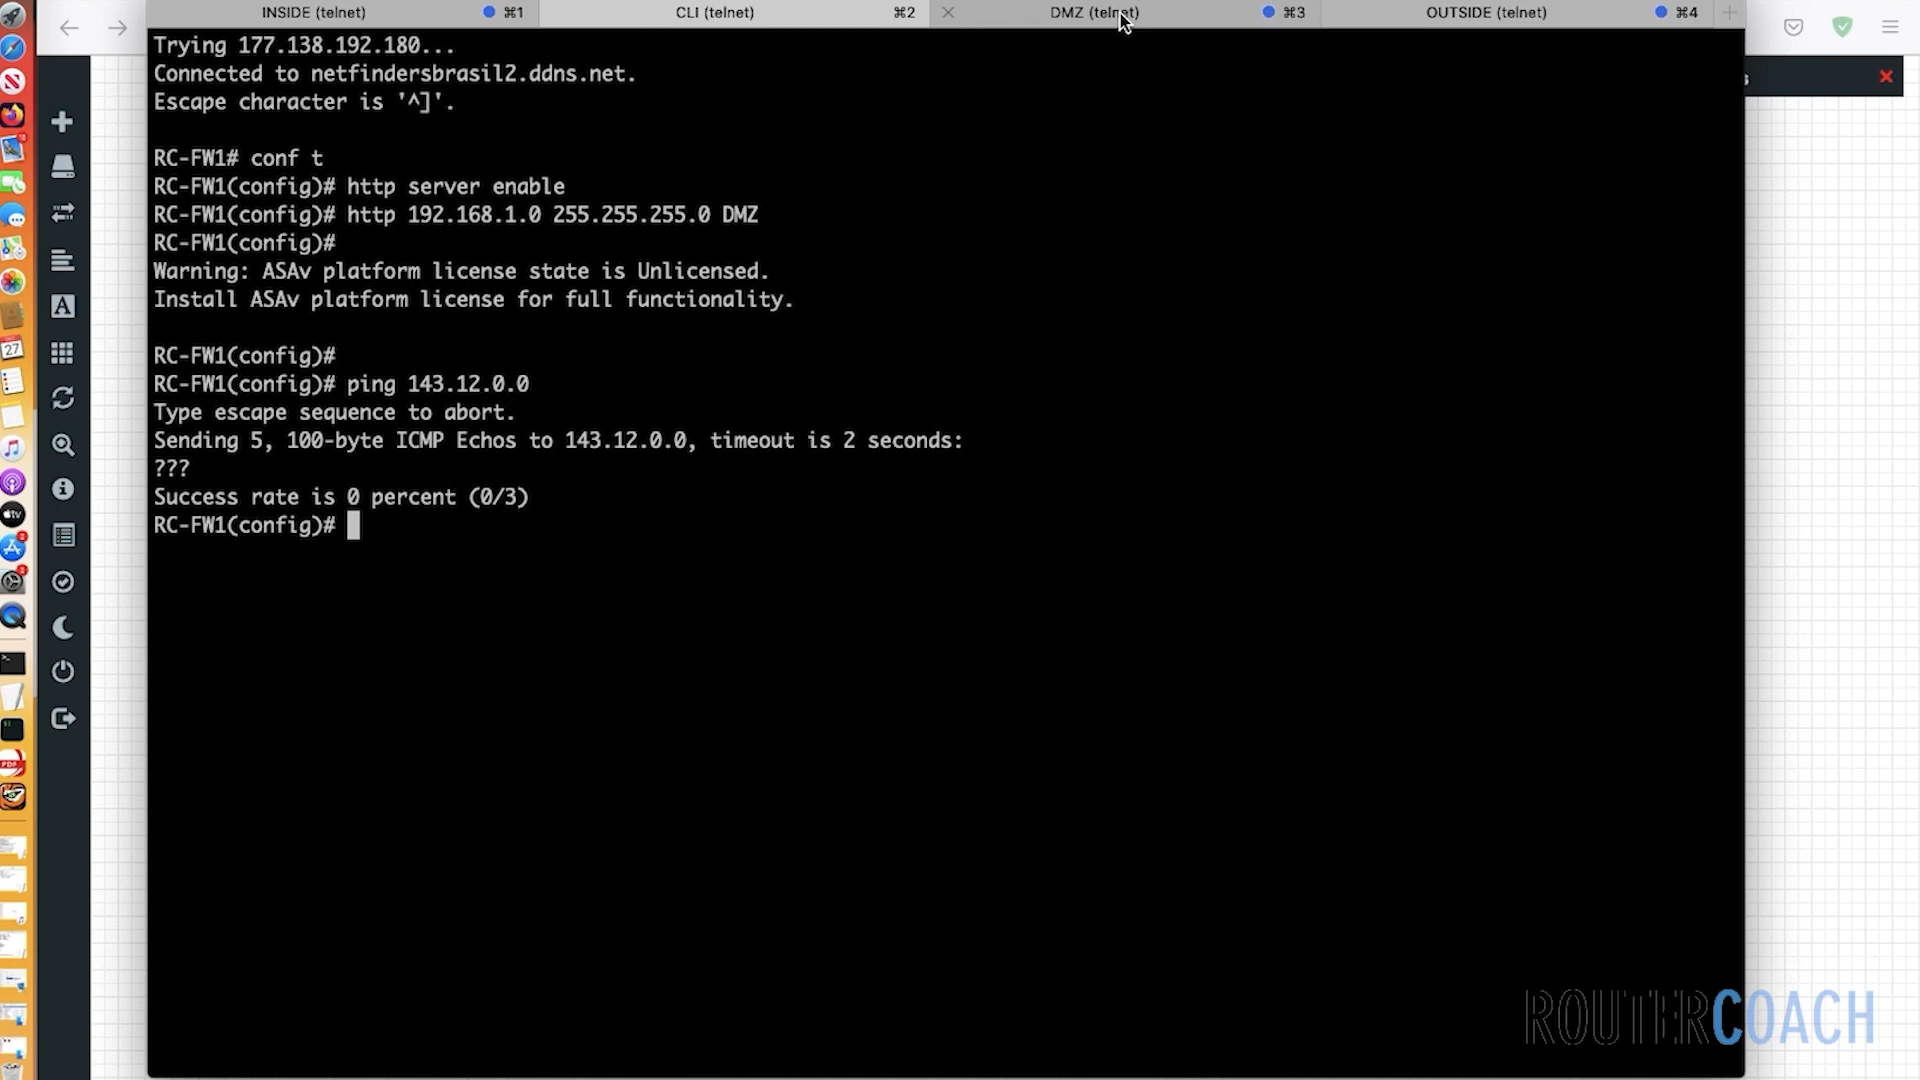 INSIDE (telnet) ⌘1 CLI (telnet) ⌘2 DMZ (telnet) ⌘3 OUTSIDE (telnet) ⌘4
Trying 177.138.192.180...
Connected to netfindersbrasil2.ddns.net.
Escape character is '^]'.
RC-FW1# conf t
RC-FW1(config)# http server enable
RC-FW1(config)# http 192.168.1.0 255.255.255.0 DMZ
RC-FW1(config)#
Warning: ASAv platform license state is Unlicensed.
Install ASAv platform license for full functionality.
RC-FW1(config)#
RC-FW1(config)# ping 143.12.0.0
Type escape sequence to abort.
Sending 5, 100-byte ICMP Echos to 143.12.0.0, timeout is 2 seconds:
???
Success rate is 0 percent (0/3)
RC-FW1(config)#
ROUTERCOACH